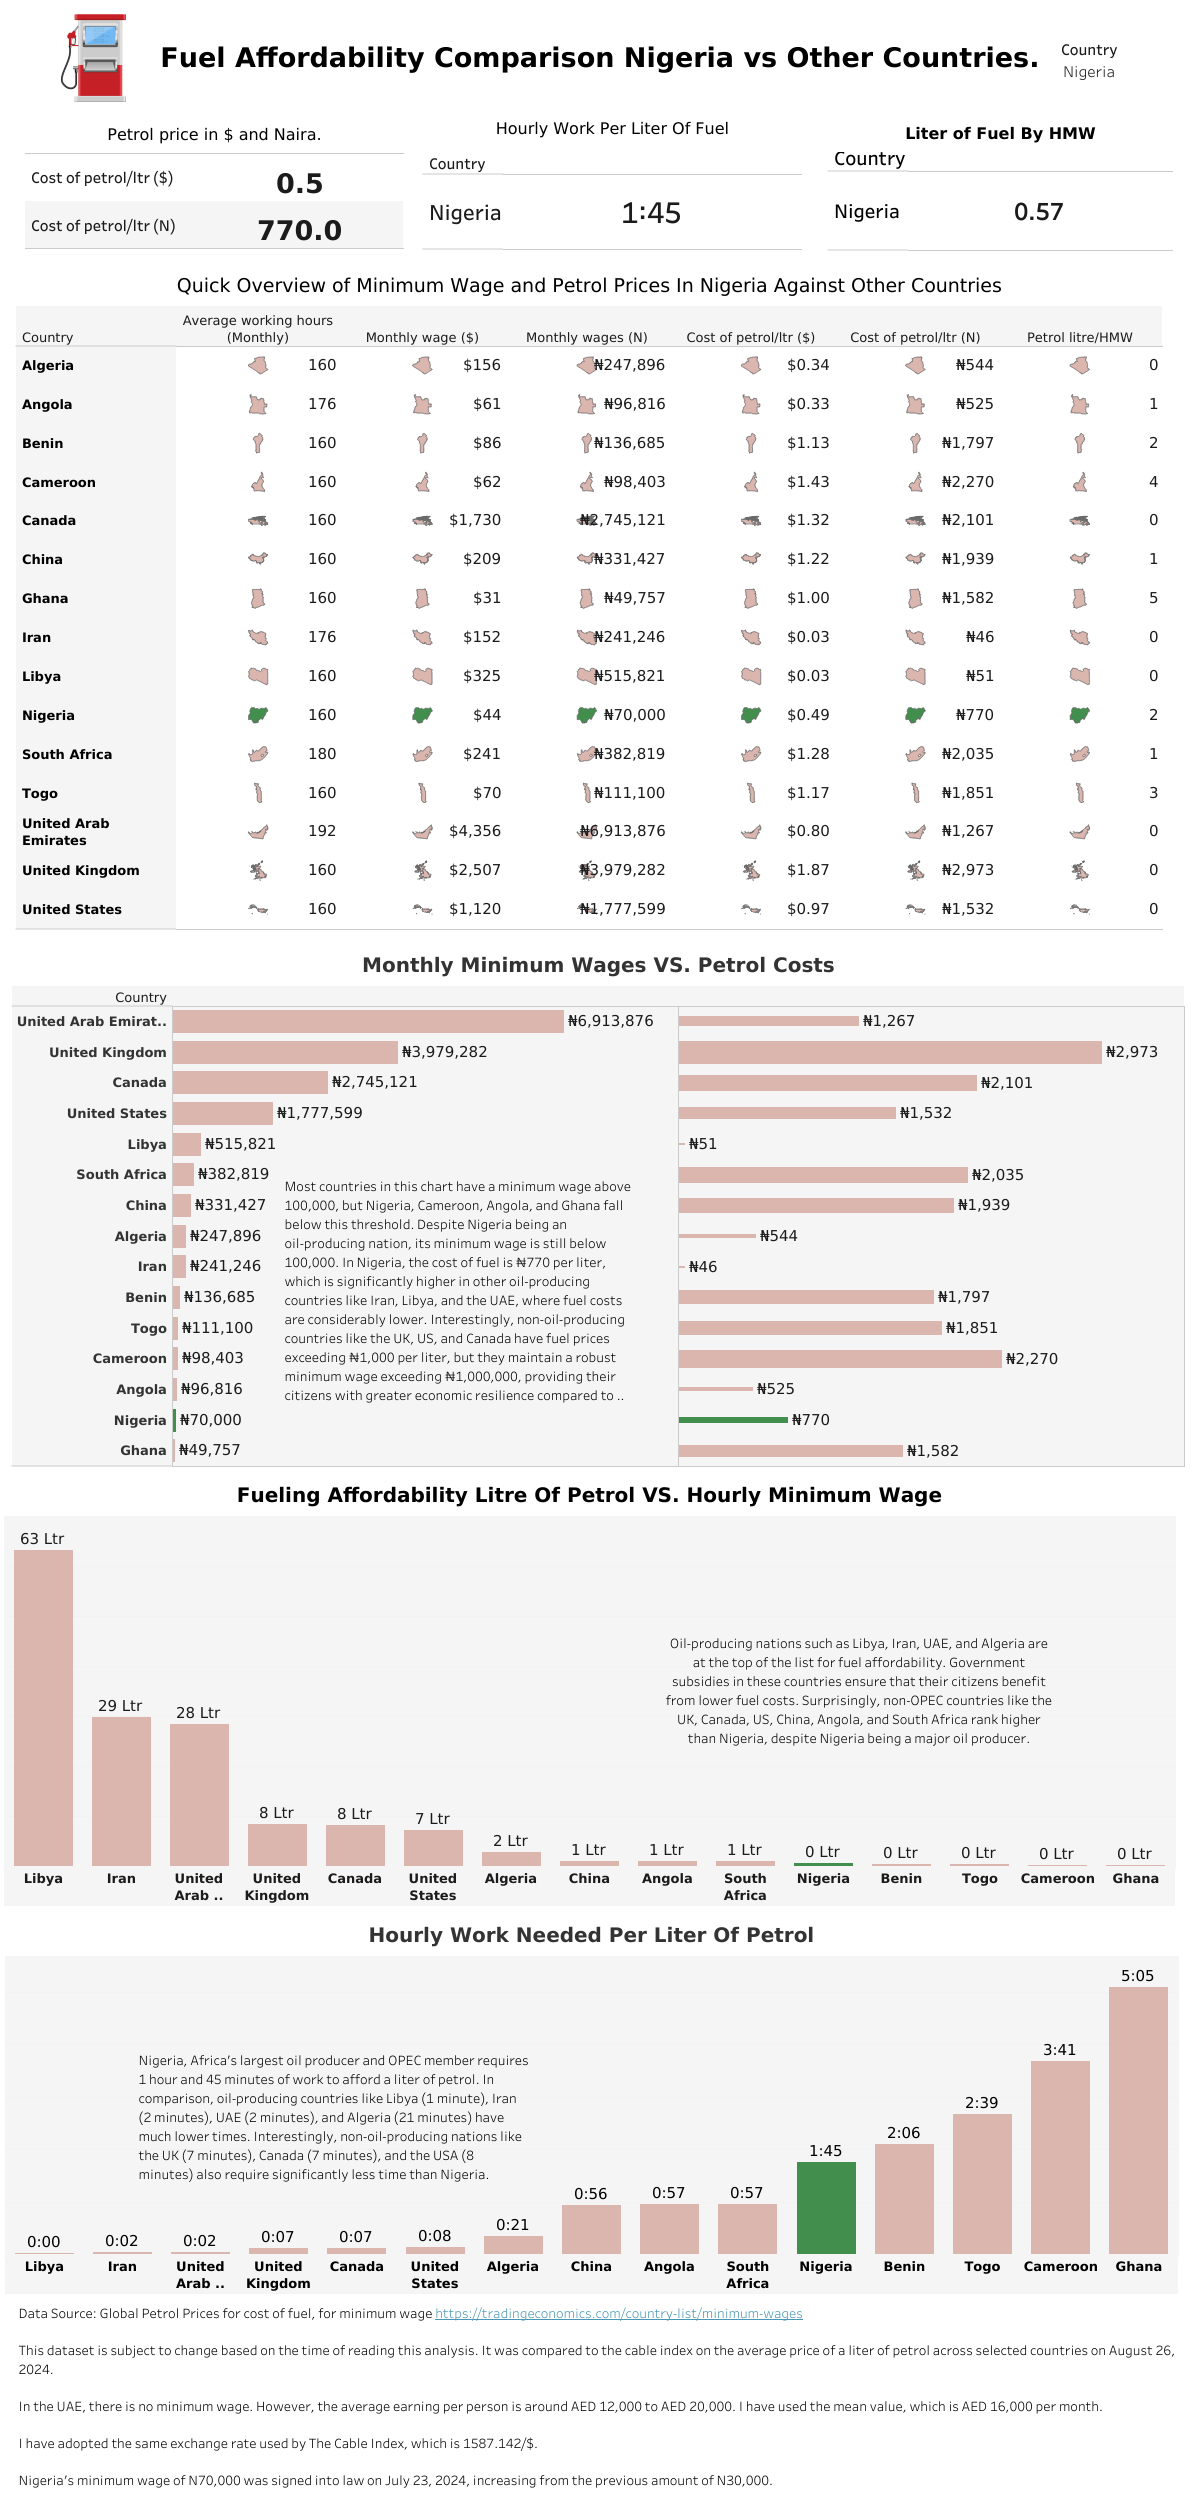 Fuel Affordability Comparison Nigeria vs Other Countries.
Country
Nigeria
Petrol price in $ and Naira.
Cost of petrol/ltr ($) 0.5
Cost of petrol/ltr (N) 770.0
Hourly Work Per Liter Of Fuel
Country
Nigeria 1:45
Liter of Fuel By HMW
Country
Nigeria 0.57
Quick Overview of Minimum Wage and Petrol Prices In Nigeria Against Other Countries
Country Average working hours (Monthly) Monthly wage ($) Monthly wages (N) Cost of petrol/ltr ($) Cost of petrol/ltr (N) Petrol litre/HMW
Algeria 160 $156 ₦247,896 $0.34 ₦544 0
Angola 176 $61 ₦96,816 $0.33 ₦525 1
Benin 160 $86 ₦136,685 $1.13 ₦1,797 2
Cameroon 160 $62 ₦98,403 $1.43 ₦2,270 4
Canada 160 $1,730 ₦2,745,121 $1.32 ₦2,101 0
China 160 $209 ₦331,427 $1.22 ₦1,939 1
Ghana 160 $31 ₦49,757 $1.00 ₦1,582 5
Iran 176 $152 ₦241,246 $0.03 ₦46 0
Libya 160 $325 ₦515,821 $0.03 ₦51 0
Nigeria 160 $44 ₦70,000 $0.49 ₦770 2
South Africa 180 $241 ₦382,819 $1.28 ₦2,035 1
Togo 160 $70 ₦111,100 $1.17 ₦1,851 3
United Arab Emirates 192 $4,356 ₦6,913,876 $0.80 ₦1,267 0
United Kingdom 160 $2,507 ₦3,979,282 $1.87 ₦2,973 0
United States 160 $1,120 ₦1,777,599 $0.97 ₦1,532 0
Monthly Minimum Wages VS. Petrol Costs
Country
United Arab Emirat.. ₦6,913,876 ₦1,267
United Kingdom ₦3,979,282 ₦2,973
Canada ₦2,745,121 ₦2,101
United States ₦1,777,599 ₦1,532
Libya ₦515,821 ₦51
South Africa ₦382,819 ₦2,035
China ₦331,427 ₦1,939
Algeria ₦247,896 ₦544
Iran ₦241,246 ₦46
Benin ₦136,685 ₦1,797
Togo ₦111,100 ₦1,851
Cameroon ₦98,403 ₦2,270
Angola ₦96,816 ₦525
Nigeria ₦70,000 ₦770
Ghana ₦49,757 ₦1,582
Most countries in this chart have a minimum wage above
100,000, but Nigeria, Cameroon, Angola, and Ghana fall
below this threshold. Despite Nigeria being an
oil-producing nation, its minimum wage is still below
100,000. In Nigeria, the cost of fuel is ₦770 per liter,
which is significantly higher in other oil-producing
countries like Iran, Libya, and the UAE, where fuel costs
are considerably lower. Interestingly, non-oil-producing
countries like the UK, US, and Canada have fuel prices
exceeding ₦1,000 per liter, but they maintain a robust
minimum wage exceeding ₦1,000,000, providing their
citizens with greater economic resilience compared to ..
Fueling Affordability Litre Of Petrol VS. Hourly Minimum Wage
63 Ltr 29 Ltr 28 Ltr 8 Ltr 8 Ltr 7 Ltr 2 Ltr 1 Ltr 1 Ltr 1 Ltr 0 Ltr 0 Ltr 0 Ltr 0 Ltr 0 Ltr
Oil-producing nations such as Libya, Iran, UAE, and Algeria are
at the top of the list for fuel affordability. Government
subsidies in these countries ensure that their citizens benefit
from lower fuel costs. Surprisingly, non-OPEC countries like the
UK, Canada, US, China, Angola, and South Africa rank higher
than Nigeria, despite Nigeria being a major oil producer.
Libya Iran United Arab .. United Kingdom Canada United States Algeria China Angola South Africa Nigeria Benin Togo Cameroon Ghana
Hourly Work Needed Per Liter Of Petrol
Nigeria, Africa’s largest oil producer and OPEC member requires
1 hour and 45 minutes of work to afford a liter of petrol. In
comparison, oil-producing countries like Libya (1 minute), Iran
(2 minutes), UAE (2 minutes), and Algeria (21 minutes) have
much lower times. Interestingly, non-oil-producing nations like
the UK (7 minutes), Canada (7 minutes), and the USA (8
minutes) also require significantly less time than Nigeria.
0:00 0:02 0:02 0:07 0:07 0:08 0:21 0:56 0:57 0:57 1:45 2:06 2:39 3:41 5:05
Libya Iran United Arab .. United Kingdom Canada United States Algeria China Angola South Africa Nigeria Benin Togo Cameroon Ghana
Data Source: Global Petrol Prices for cost of fuel, for minimum wage https://tradingeconomics.com/country-list/minimum-wages
This dataset is subject to change based on the time of reading this analysis. It was compared to the cable index on the average price of a liter of petrol across selected countries on August 26,
2024.
In the UAE, there is no minimum wage. However, the average earning per person is around AED 12,000 to AED 20,000. I have used the mean value, which is AED 16,000 per month.
I have adopted the same exchange rate used by The Cable Index, which is 1587.142/$.
Nigeria’s minimum wage of N70,000 was signed into law on July 23, 2024, increasing from the previous amount of N30,000.